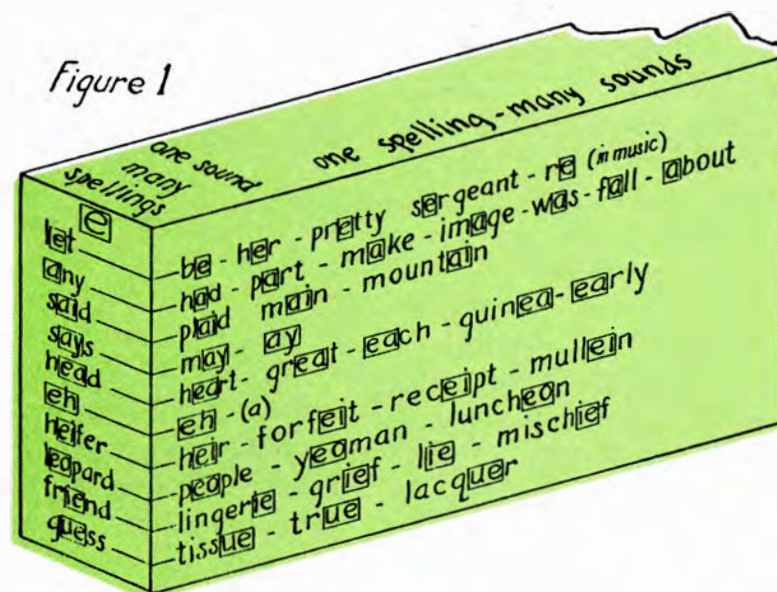 Figure 1
one sound
many
spellings
one spelling - many sounds
e
let
any
said
says
head
eh
heifer
leopard
friend
guess
be - her - pretty sergeant - re (in music)
had - part - make - image - was - fall - about
plaid main - mountain
may - ay
heart - great - each - guinea - early
eh - (a)
heir - forfeit - receipt - mullein
people - yeoman - luncheon
lingerie - grief - lie - mischief
tissue - true - lacquer